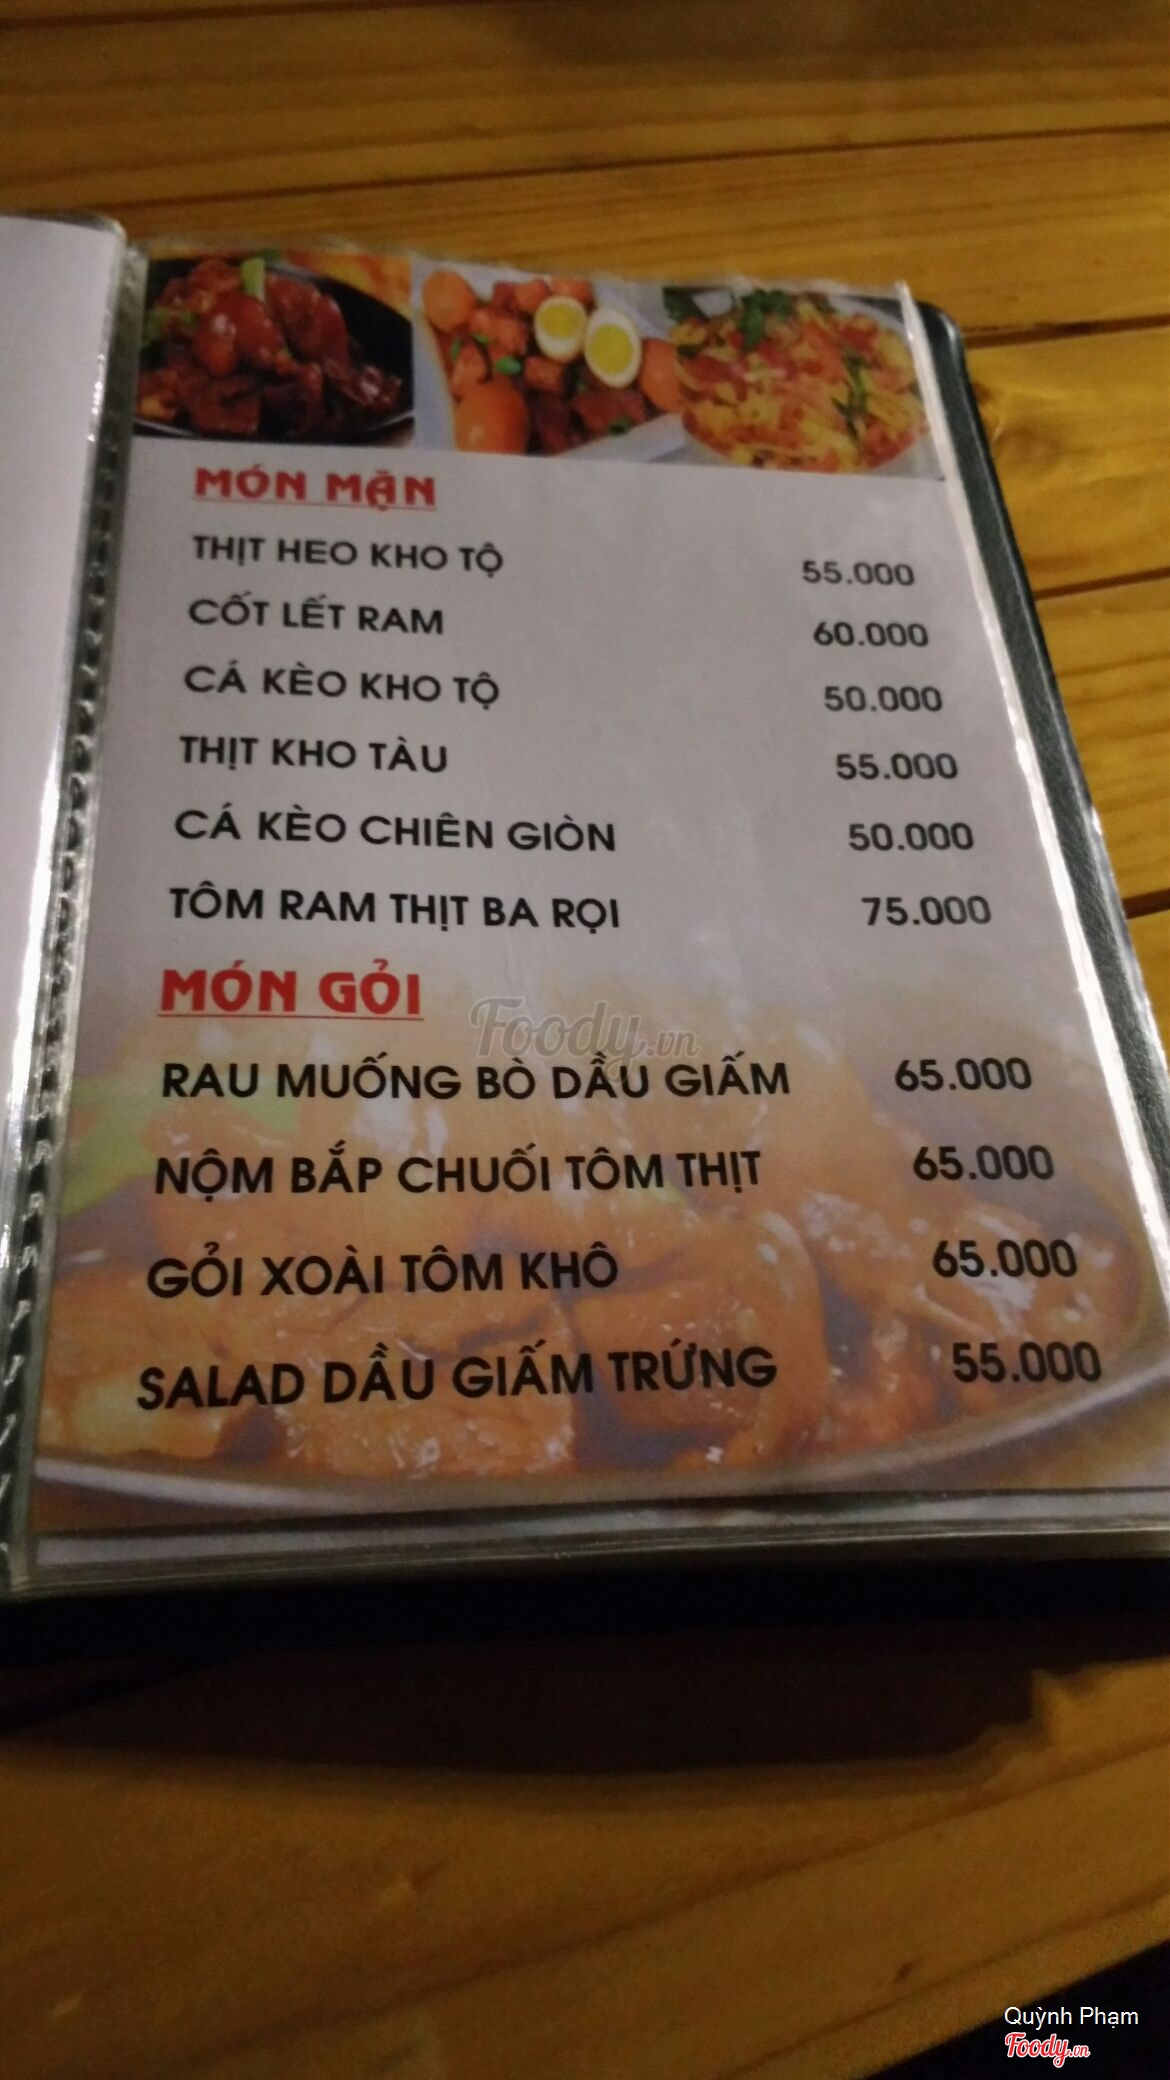 MÓN MẶN
THỊT HEO KHO TỘ 55.000
CỐT LẾT RAM 60.000
CÁ KÈO KHO TỘ 50.000
THỊT KHO TÀU 55.000
CÁ KÈO CHIÊN GIÒN 50.000
TÔM RAM THỊT BA RỌI 75.000
MÓN GỎI
Foody.vn
RAU MUỐNG BÒ DẦU GIẤM 65.000
NỘM BẮP CHUỐI TÔM THỊT 65.000
GỎI XOÀI TÔM KHÔ 65.000
SALAD DẦU GIẤM TRỨNG 55.000
Quỳnh Phạm
Foody.vn